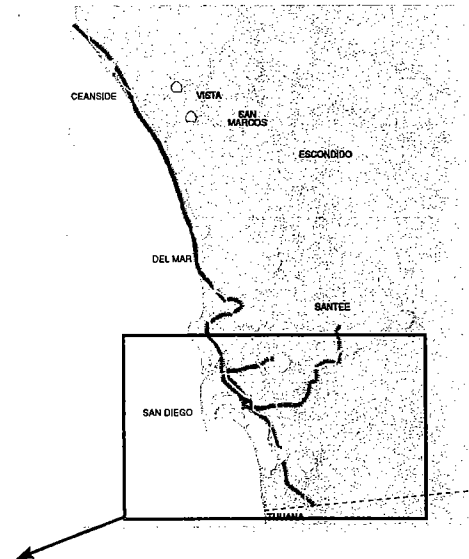 CEANSIDE
VISTA
SAN
MARCOS
ESCONDIDO
DEL MAR
SANTEE
SAN DIEGO
TIJUANA